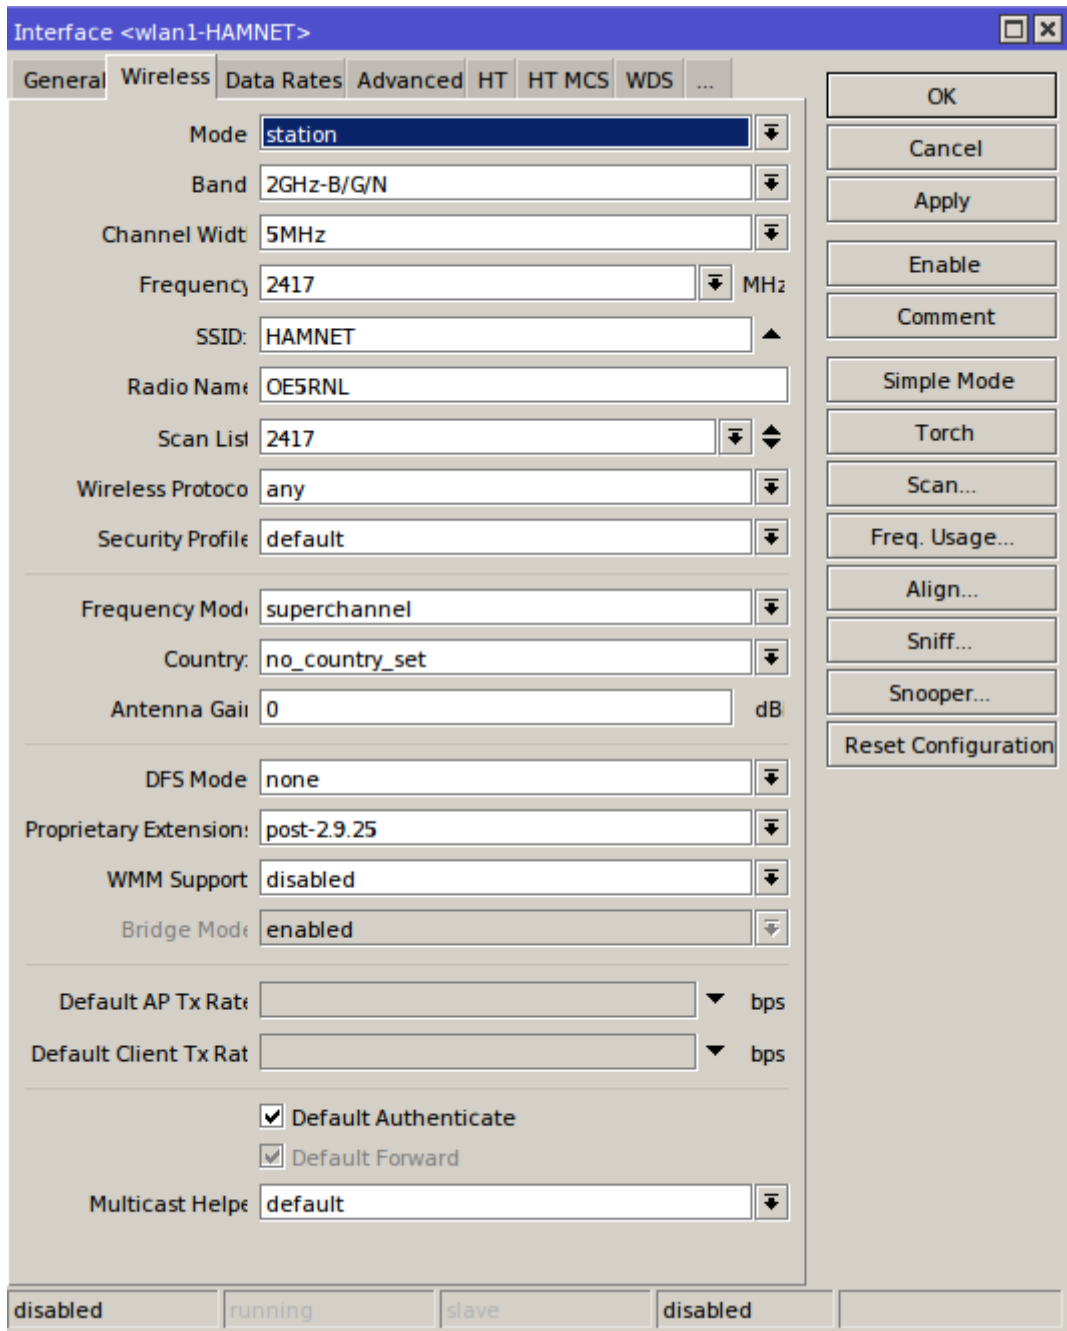 Interface <wlan1-HAMNET>
General Wireless Data Rates Advanced HT HT MCS WDS ...
Mode station
Band 2GHz-B/G/N
Channel Widt 5MHz
Frequency 2417 MHz
SSID: HAMNET
Radio Name OE5RNL
Scan List 2417
Wireless Protoco any
Security Profile default
Frequency Mod superchannel
Country: no_country_set
Antenna Gai 0 dBi
DFS Mode none
Proprietary Extensions post-2.9.25
WMM Support disabled
Bridge Mode enabled
Default AP Tx Rate bps
Default Client Tx Rat bps
Default Authenticate
Default Forward
Multicast Helpe default
OK
Cancel
Apply
Enable
Comment
Simple Mode
Torch
Scan...
Freq. Usage...
Align...
Sniff...
Snooper...
Reset Configuration
disabled running slave disabled